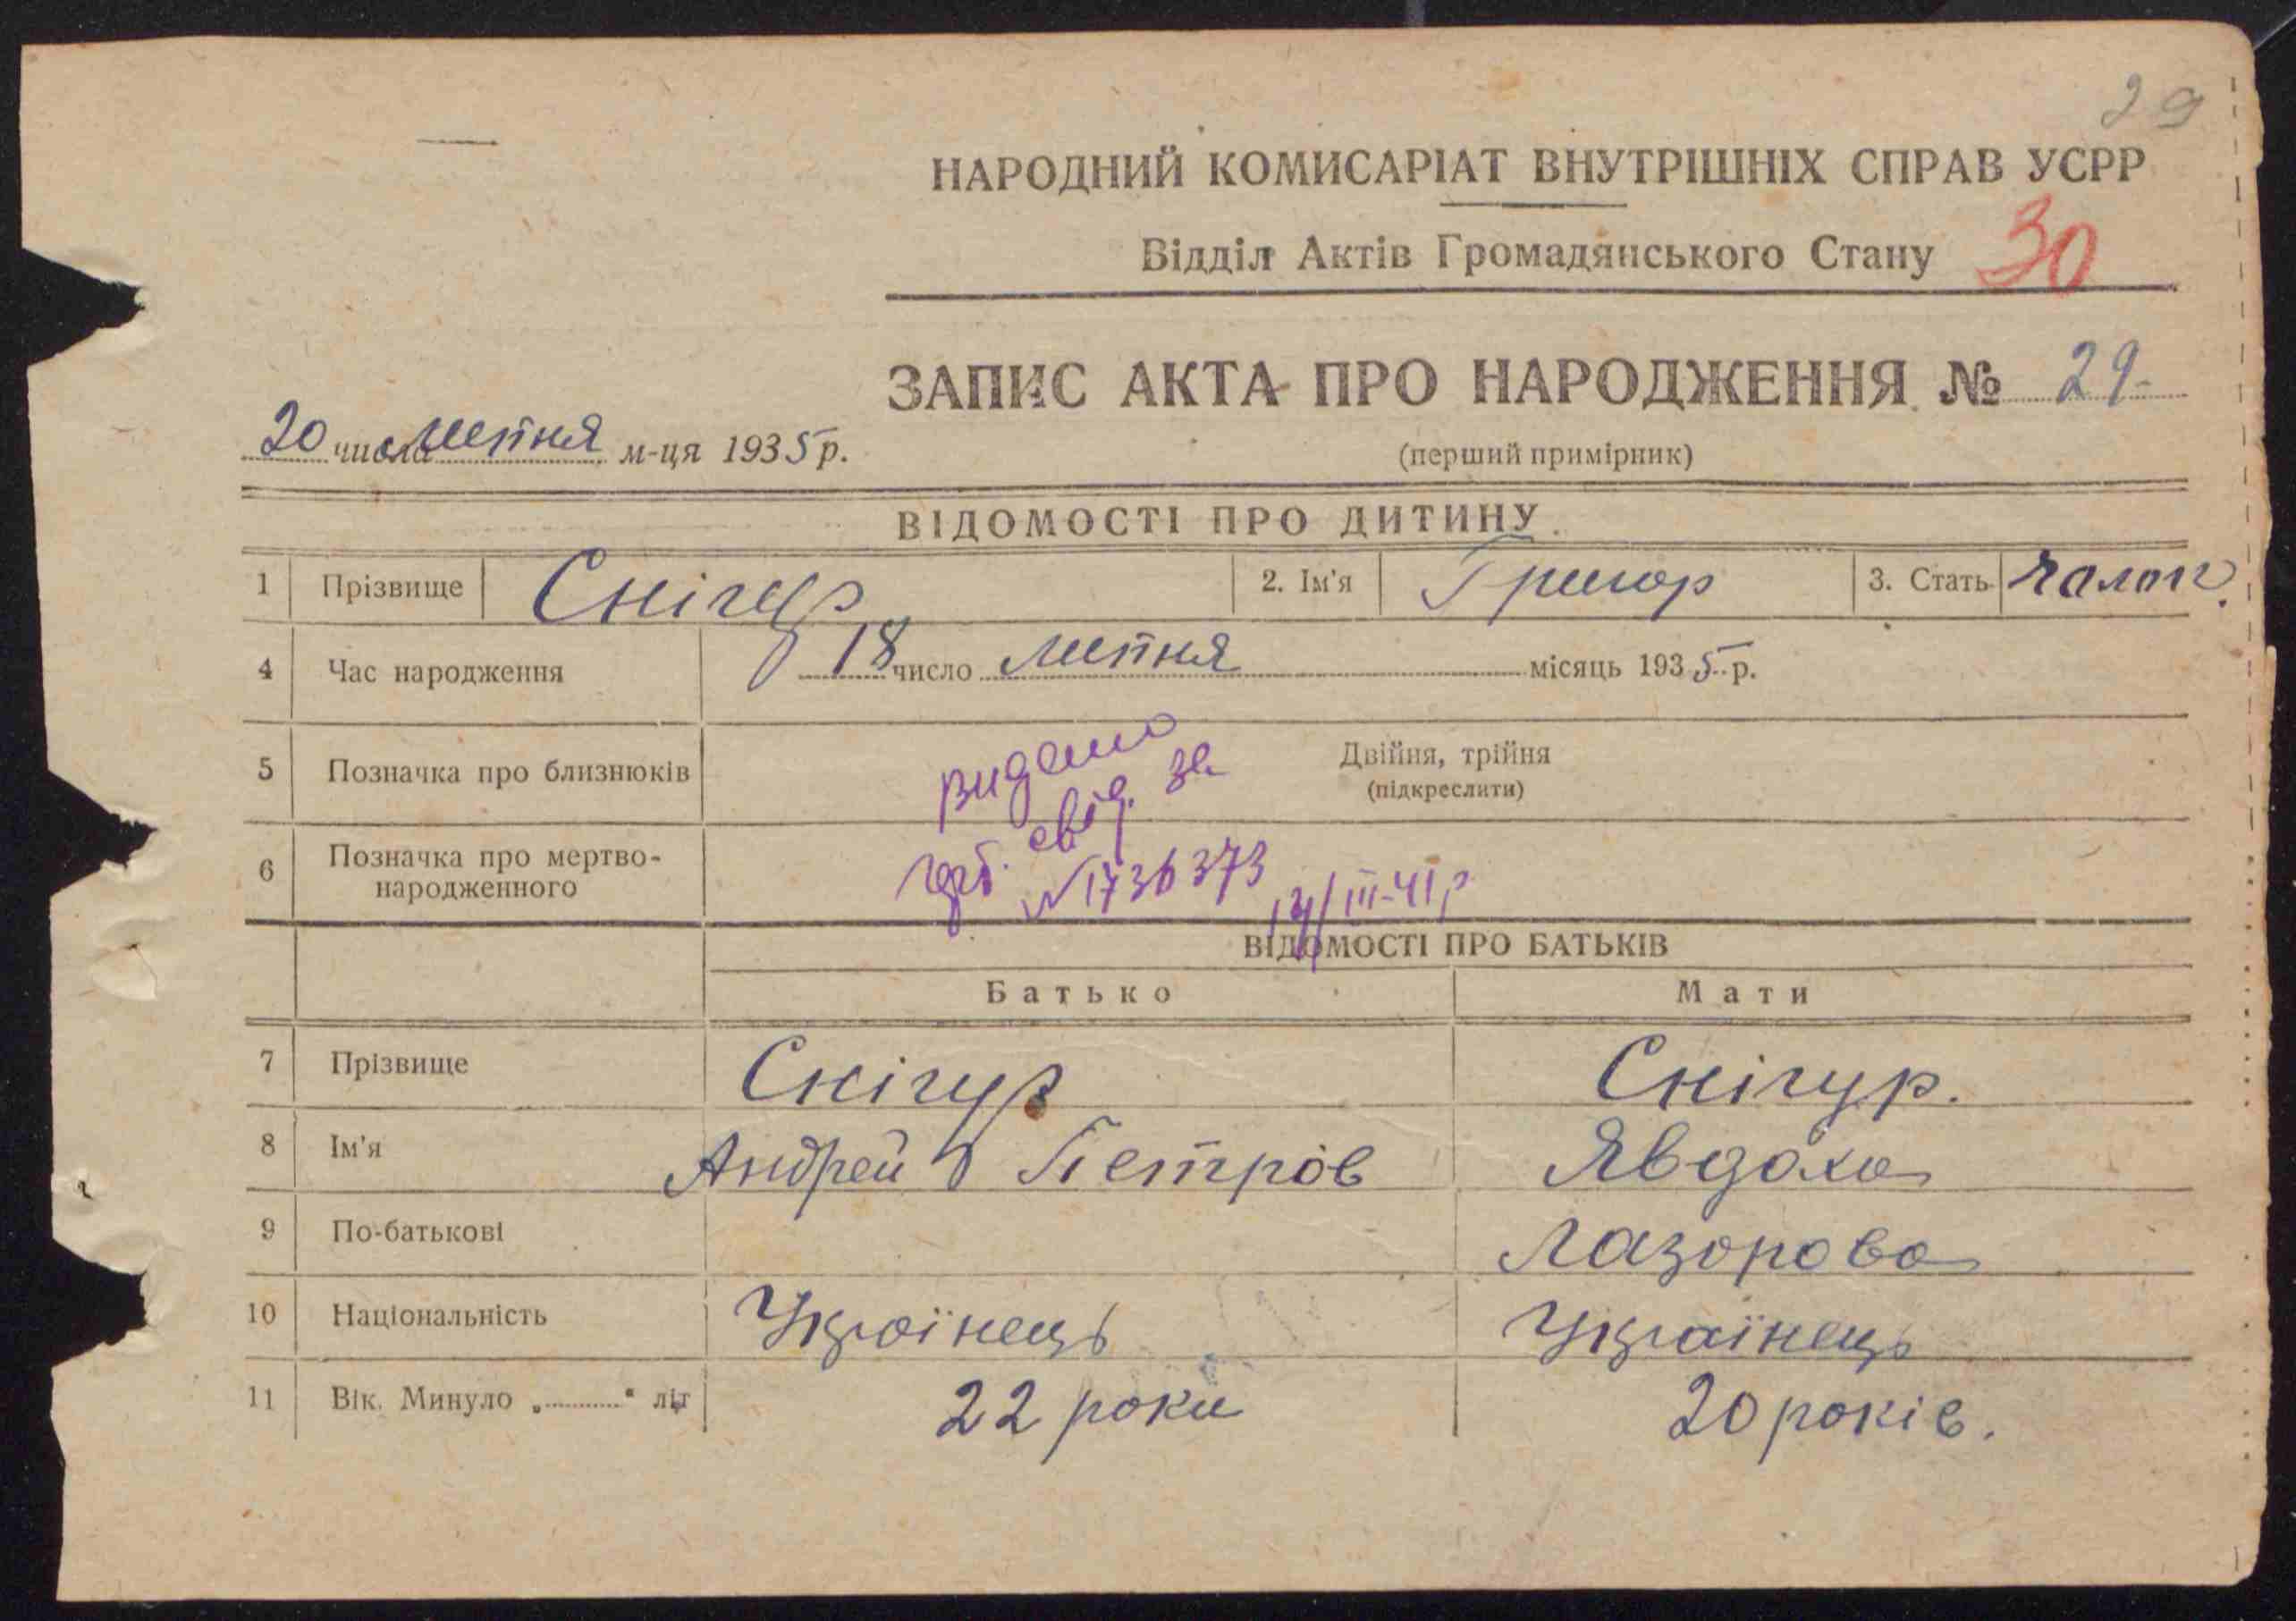 29
НАРОДНИЙ КОМИСАРІАТ ВНУТРІШНІХ СПРАВ УСРР
Відділ Актів Громадянського Стану 30
ЗАПИС АКТА ПРО НАРОДЖЕННЯ № 29-
20 числа липня м-ця 1935 р.
(перший примірник)
ВІДОМОСТІ ПРО ДИТИНУ
1 Прізвище Снігур 2. Ім'я Григор 3. Стать чолов.
4 Час народження 18 число липня місяць 1935 р.
5 Позначка про близнюків Двійня, трійня
(підкреслити)
видано
свід. за
№ 1736373
III-41р
6 Позначка про мертво-
народженного
ВІДОМОСТІ ПРО БАТЬКІВ
Батько Мати
7 Прізвище Снігур Снігур.
8 Ім'я Андрей Петров Явдоха
9 По-батькові Лазорова
10 Національність Українець Українець
11 Вік. Минуло „..........“ літ 22 роки 20 років.